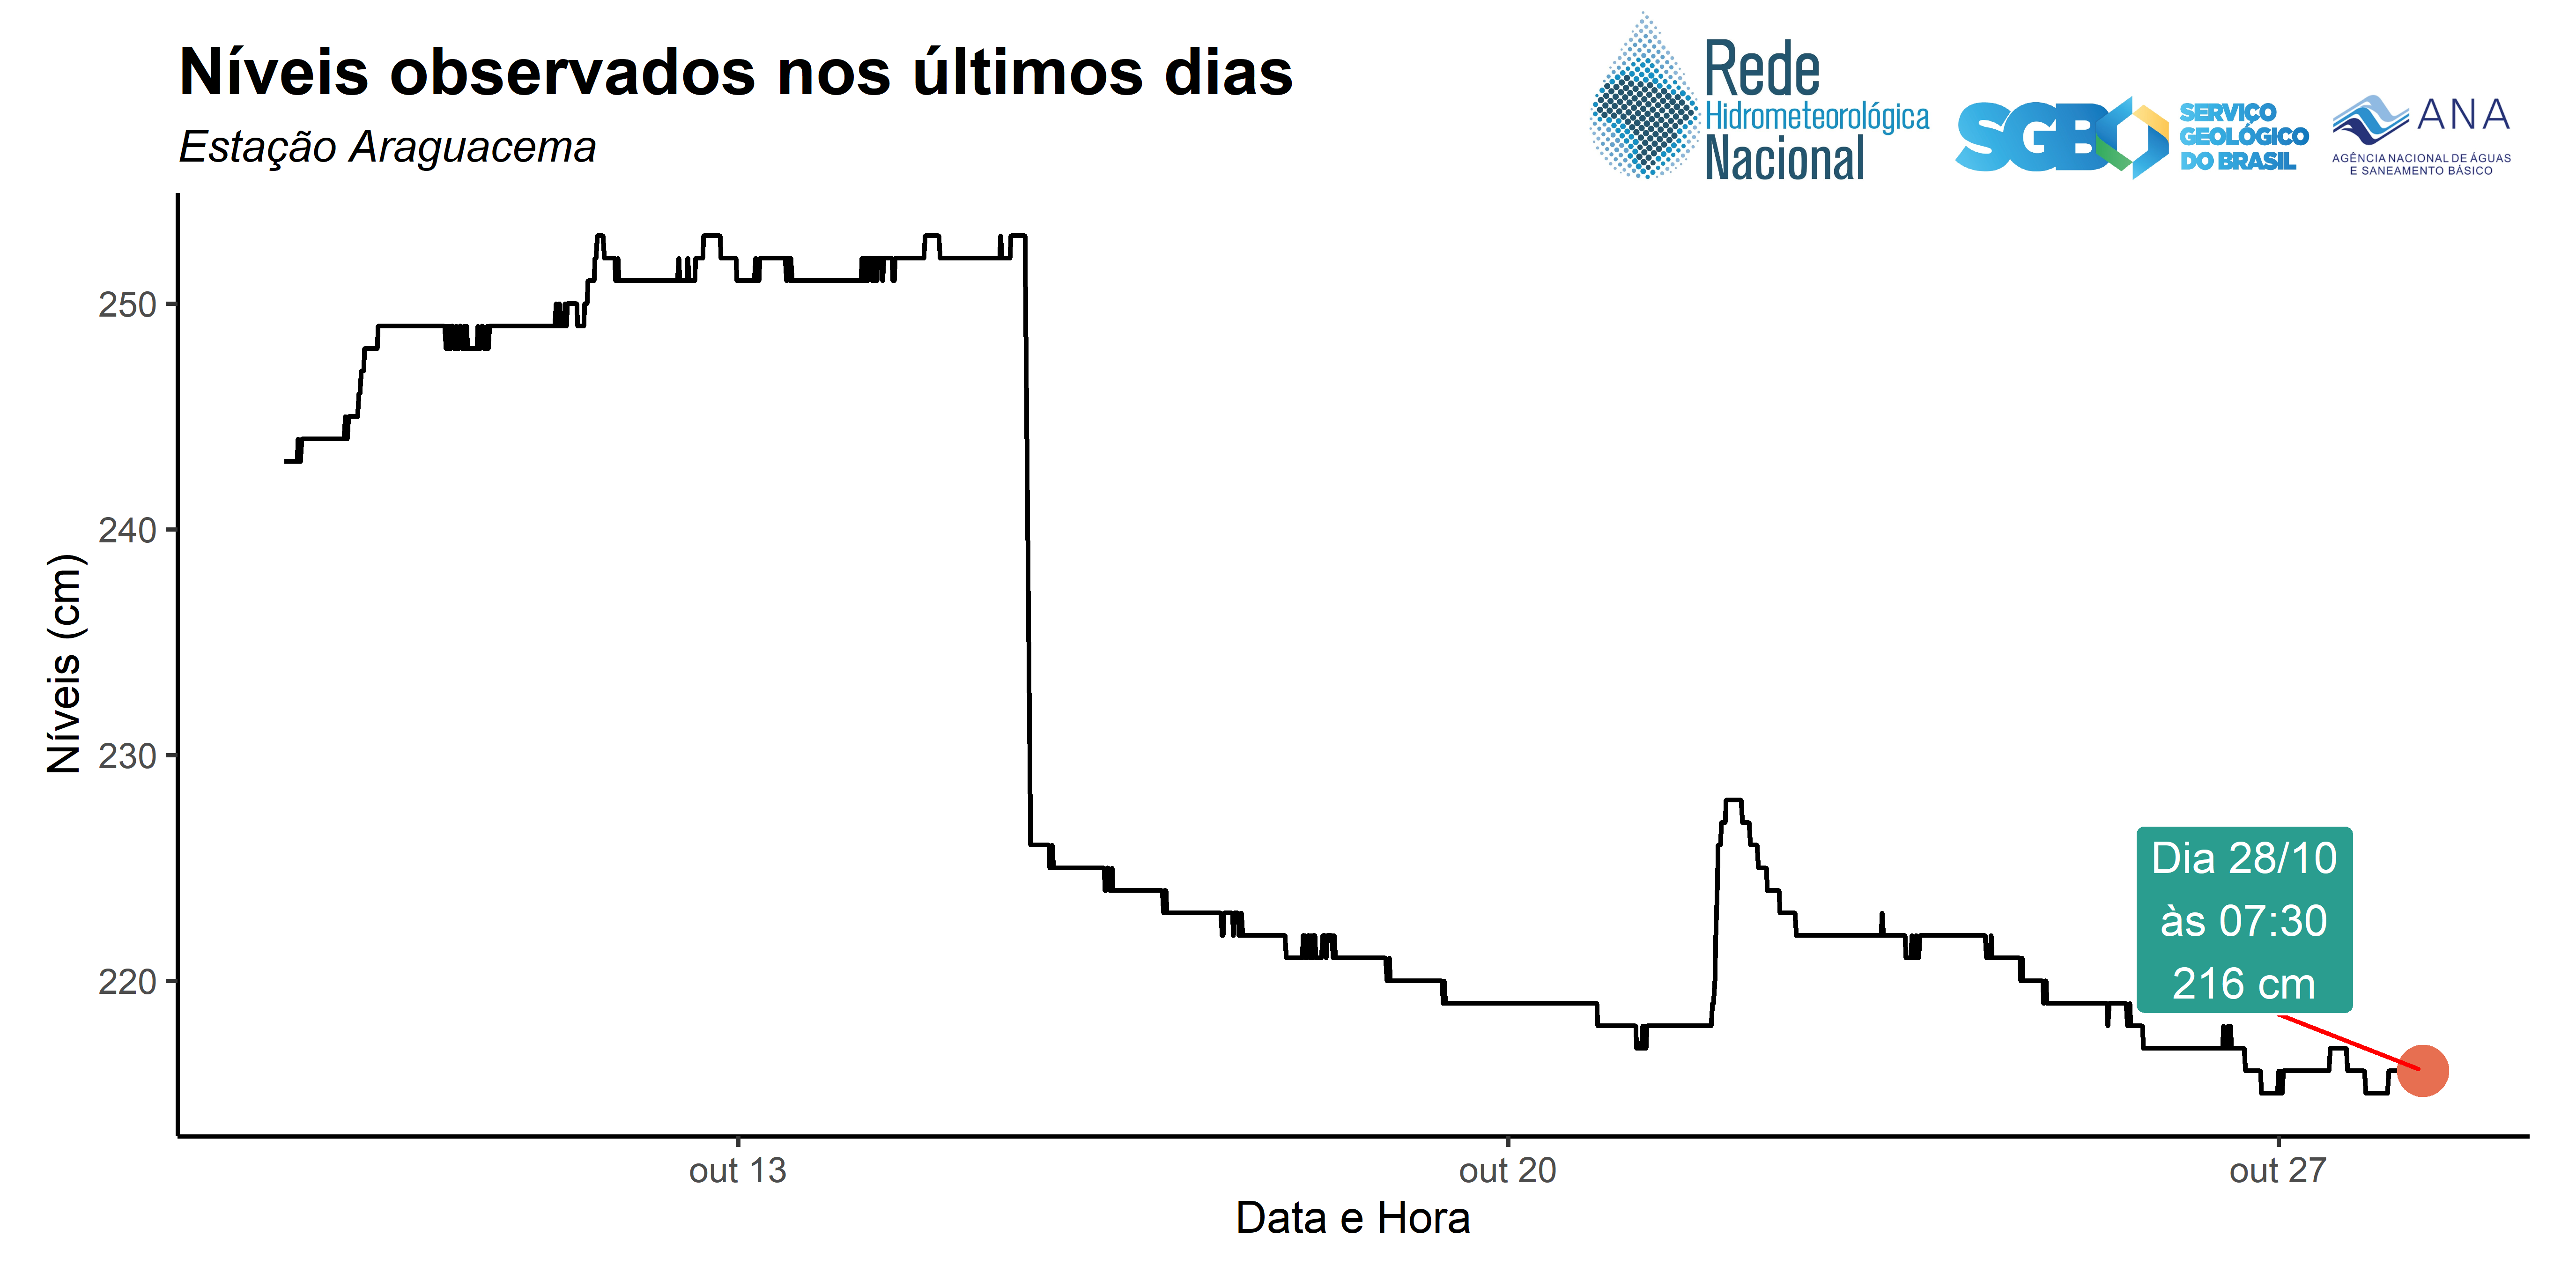 Níveis observados nos últimos dias
Estação Araguacema
Rede
Hidrometeorológica
Nacional
SGB
SERVIÇO
GEOLÓGICO
DO BRASIL
ANA
AGÊNCIA NACIONAL DE ÁGUAS
E SANEAMENTO BÁSICO
Níveis (cm)
250
240
230
220
Dia 28/10
às 07:30
216 cm
out 13
out 20
out 27
Data e Hora